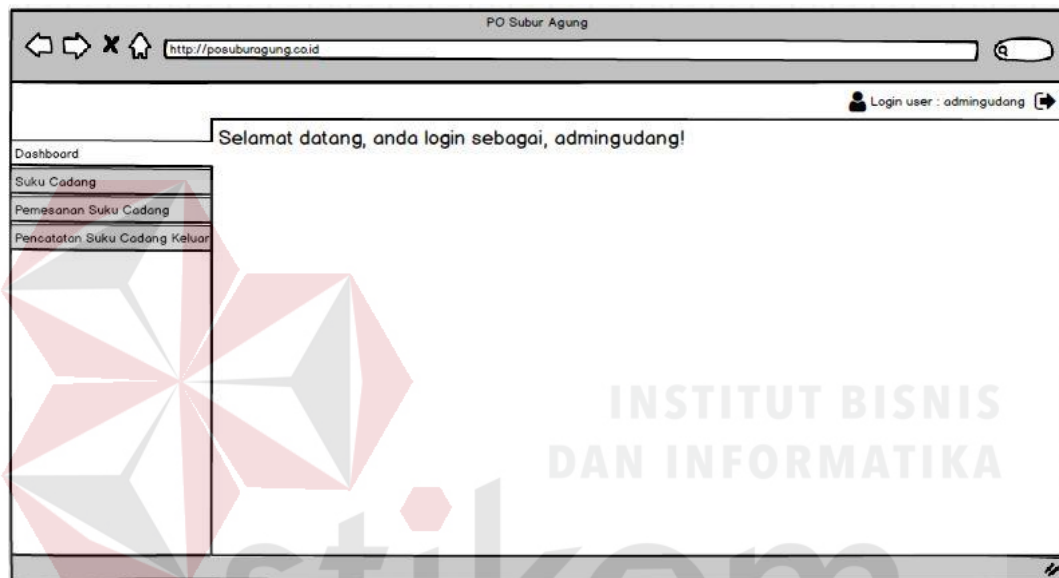 PO Subur Agung
http://posuburagung.co.id
Login user : admingudang
Selamat datang, anda login sebagai, admingudang!
Dashboard
Suku Cadang
Pemesanan Suku Cadang
Pencatatan Suku Cadang Keluar
INSTITUT BISNIS
DAN INFORMATIKA
stikom